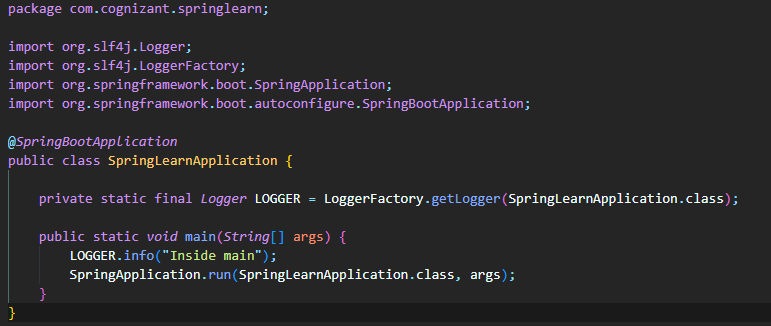 package com.cognizant.springlearn;
import org.slf4j.Logger;
import org.slf4j.LoggerFactory;
import org.springframework.boot.SpringApplication;
import org.springframework.boot.autoconfigure.SpringBootApplication;
@SpringBootApplication
public class SpringLearnApplication {
    private static final Logger LOGGER = LoggerFactory.getLogger(SpringLearnApplication.class);
    public static void main(String[] args) {
        LOGGER.info("Inside main");
        SpringApplication.run(SpringLearnApplication.class, args);
    }
}